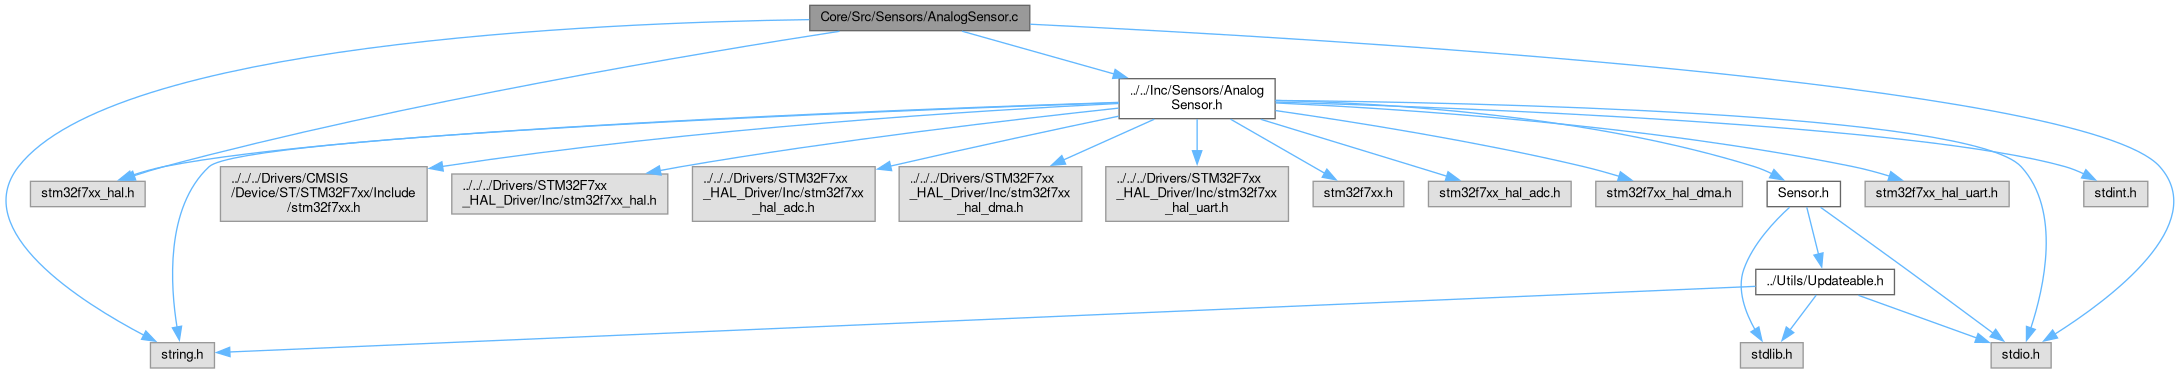 Core/Src/Sensors/AnalogSensor.c
../../Inc/Sensors/Analog
Sensor.h
stm32f7xx_hal.h
../../../Drivers/CMSIS
/Device/ST/STM32F7xx/Include
/stm32f7xx.h
../../../Drivers/STM32F7xx
_HAL_Driver/Inc/stm32f7xx_hal.h
../../../Drivers/STM32F7xx
_HAL_Driver/Inc/stm32f7xx
_hal_adc.h
../../../Drivers/STM32F7xx
_HAL_Driver/Inc/stm32f7xx
_hal_dma.h
../../../Drivers/STM32F7xx
_HAL_Driver/Inc/stm32f7xx
_hal_uart.h
stm32f7xx.h
stm32f7xx_hal_adc.h
stm32f7xx_hal_dma.h
Sensor.h
stm32f7xx_hal_uart.h
stdint.h
../Utils/Updateable.h
string.h
stdlib.h
stdio.h